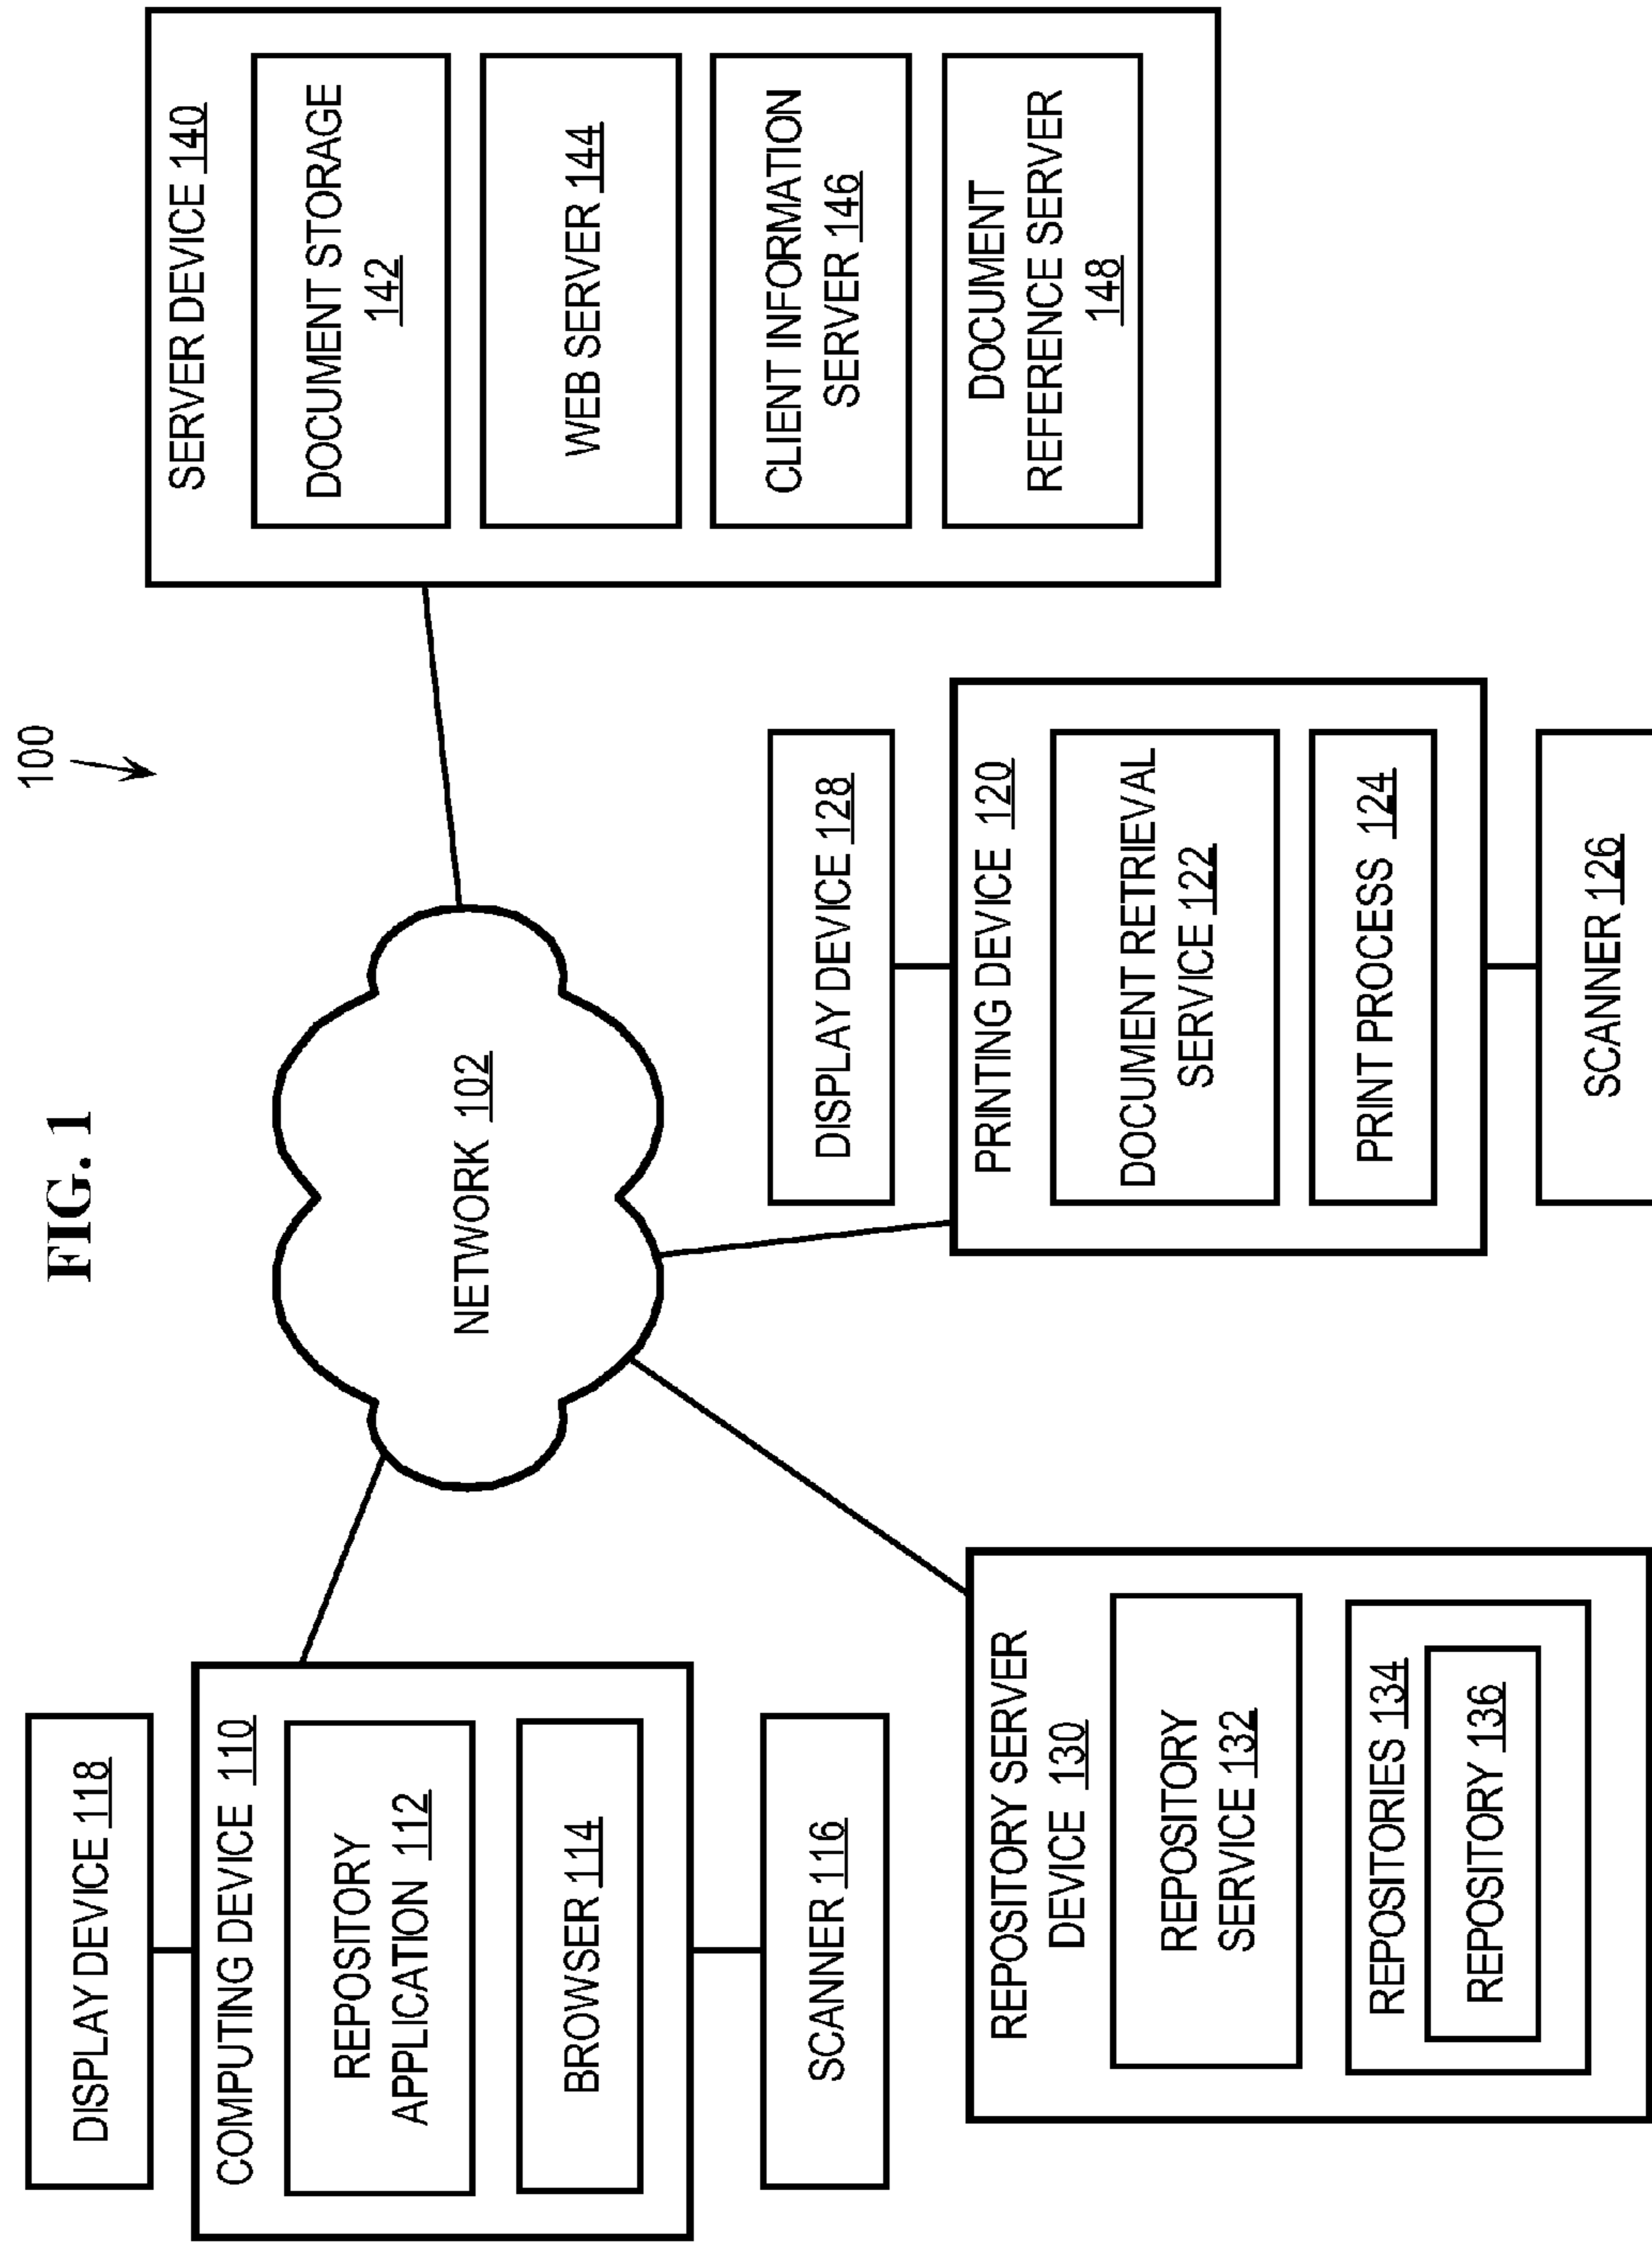 FIG. 1
100
DISPLAY DEVICE 118
COMPUTING DEVICE 110
REPOSITORY
APPLICATION 112
BROWSER 114
SCANNER 116
NETWORK 102
SERVER DEVICE 140
DOCUMENT STORAGE
142
WEB SERVER 144
CLIENT INFORMATION
SERVER 146
DOCUMENT
REFERENCE SERVER
148
REPOSITORY SERVER
DEVICE 130
REPOSITORY
SERVICE 132
REPOSITORIES 134
REPOSITORY 136
DISPLAY DEVICE 128
PRINTING DEVICE 120
DOCUMENT RETRIEVAL
SERVICE 122
PRINT PROCESS 124
SCANNER 126